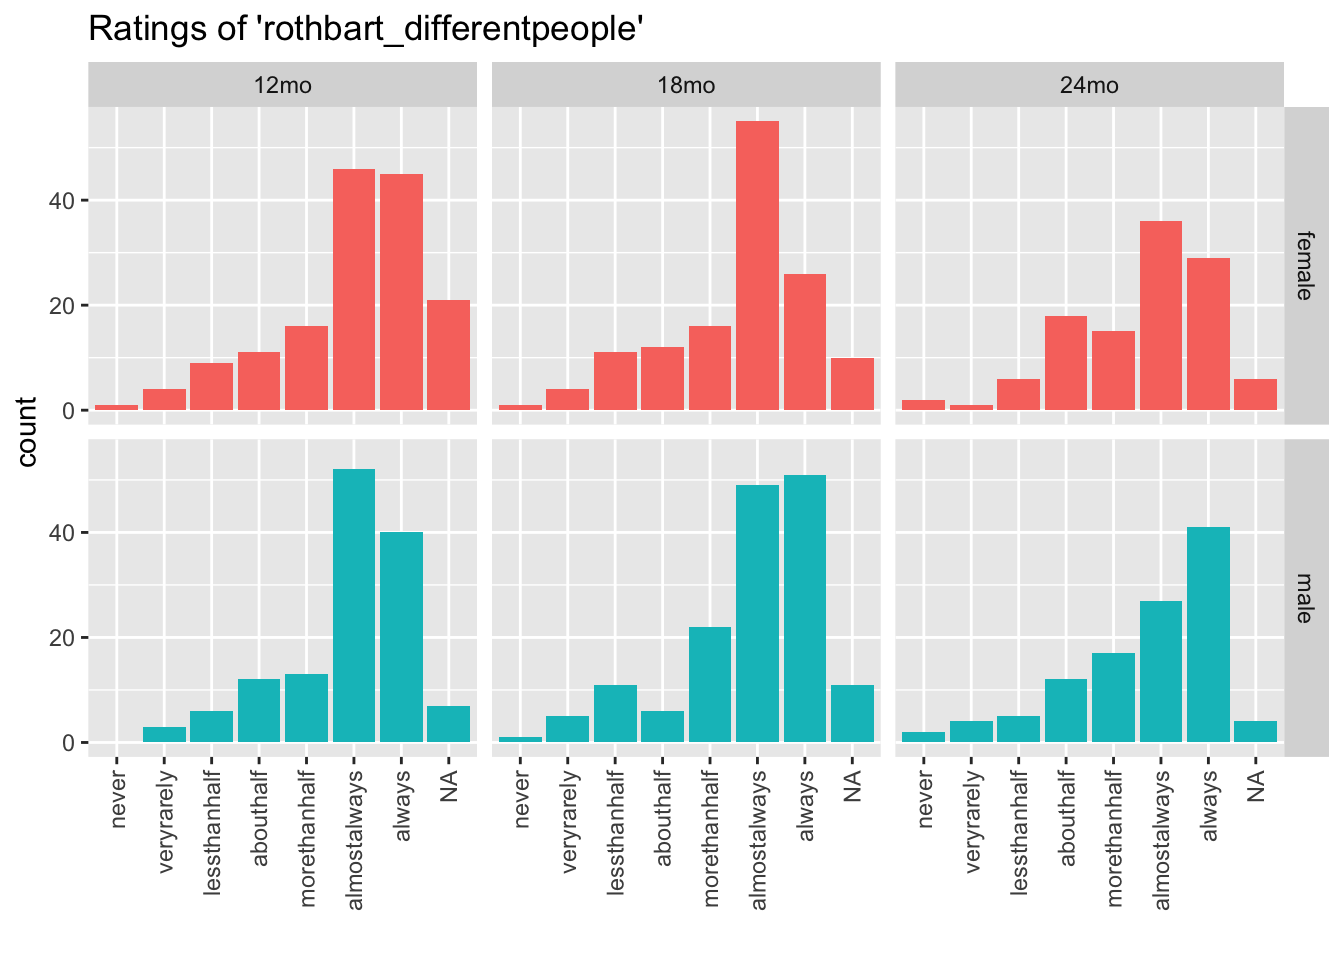 Ratings of 'rothbart_differentpeople'
12mo
18mo
24mo
count
40
20
0
female
40
20
0
male
never
veryrarely
lessthanhalf
abouthalf
morethanhalf
almostalways
always
NA
never
veryrarely
lessthanhalf
abouthalf
morethanhalf
almostalways
always
NA
never
veryrarely
lessthanhalf
abouthalf
morethanhalf
almostalways
always
NA